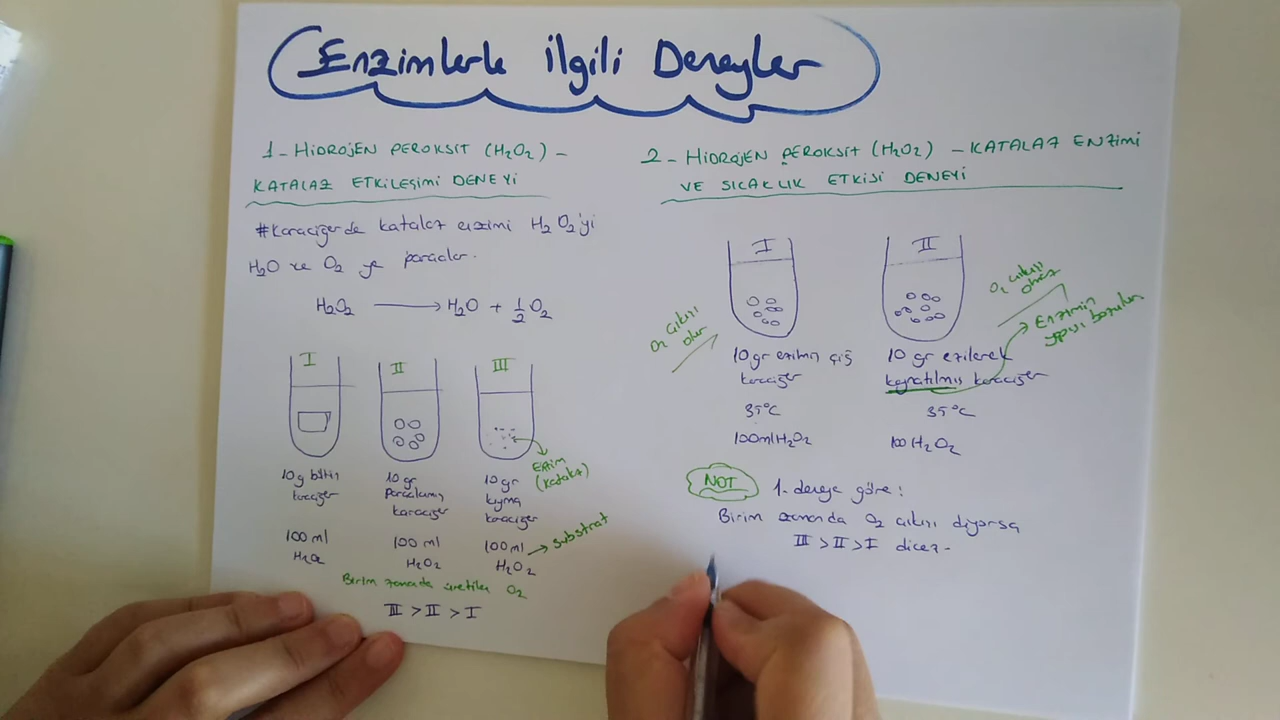 Enzimlerle ilgili Deneyler
1- HİDROJEN PEROKSİT (H₂O₂) -
KATALAZ ETKİLEŞİMİ DENEYİ
#Karaciğerde katalaz enzimi H₂O₂'yi
H₂O ve O₂ ye parçalar.
H₂O₂ → H₂O + 1/2 O₂
I II III
Enzim
(katalaz)
10g bütün
karaciğer
10 gr
parçalanmış
karaciğer
10 gr
kıyma
karaciğer
100 ml
H₂O₂
100 ml
H₂O₂
100 ml
H₂O₂
→ substrat
Birim zamanda üretilen O₂
III > II > I
2- HİDROJEN PEROKSİT (H₂O₂) - KATALAZ ENZİMİ
VE SICAKLIK ETKİSİ DENEYİ
I II
O₂ çıkışı
olur
O₂ çıkışı
olmaz
Enzimin
yapısı bozulur
10 gr ezilmiş çiğ
karaciğer
35°C
100ml H₂O₂
10 gr ezilerek
kaynatılmış karaciğer
35°C
100 H₂O₂
NOT 1. deneye göre:
Birim zamanda O₂ çıkışı diyorsa
III > II > I dicez.